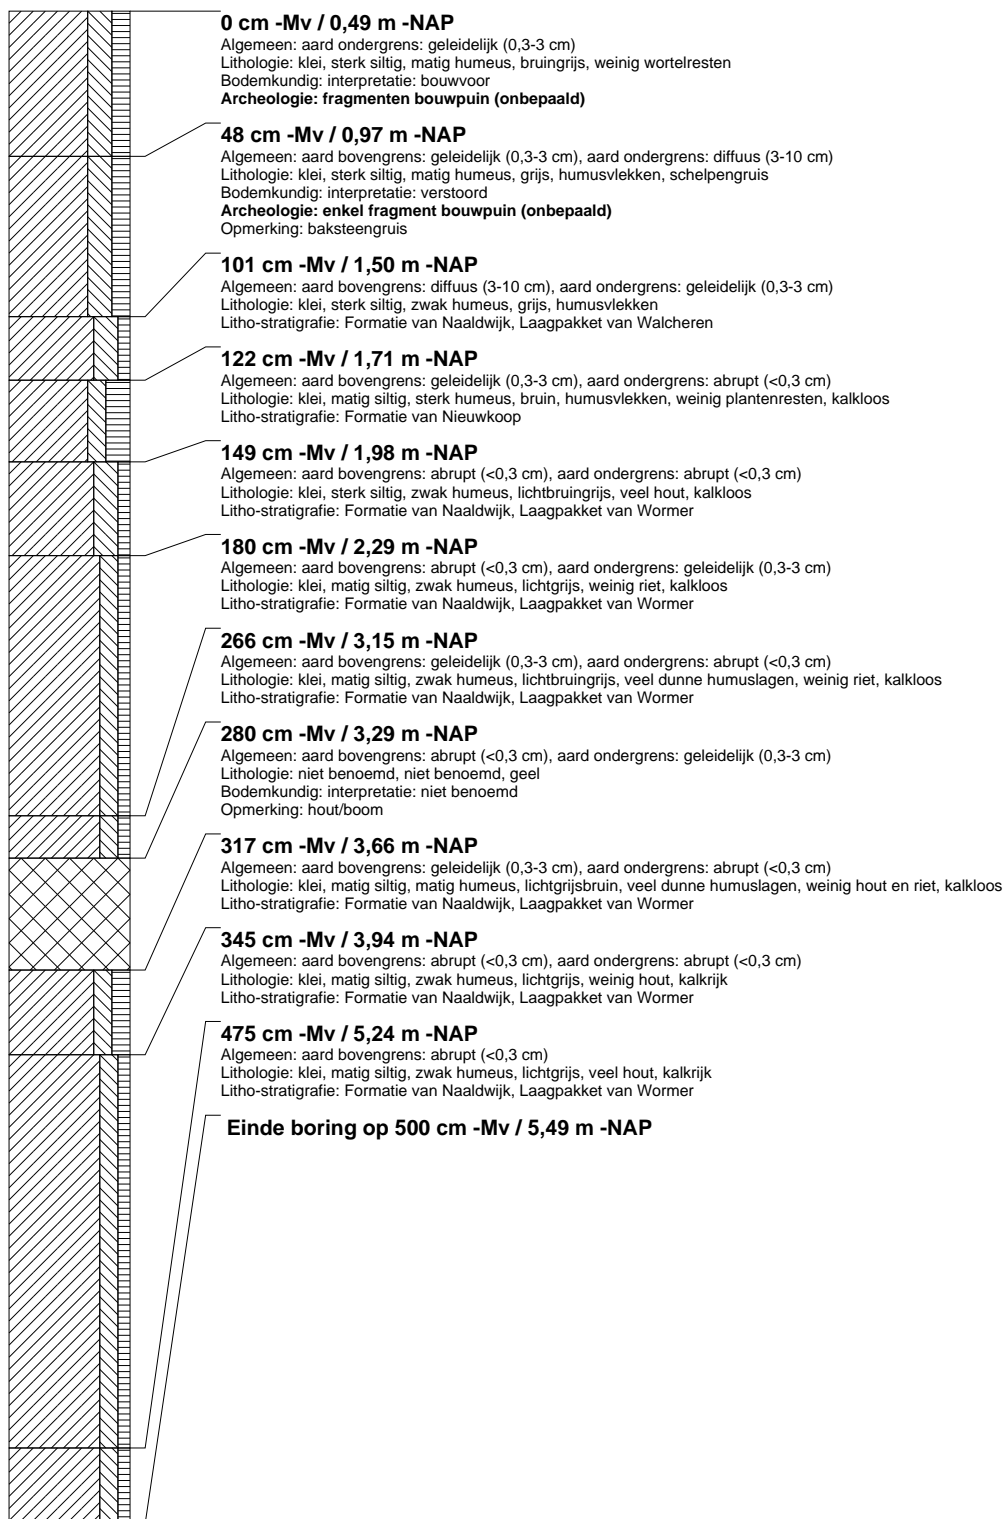 0 cm -Mv / 0,49 m -NAP
Algemeen: aard ondergrens: geleidelijk (0,3-3 cm)
Lithologie: klei, sterk siltig, matig humeus, bruingrijs, weinig wortelresten
Bodemkundig: interpretatie: bouwvoor
Archeologie: fragmenten bouwpuin (onbepaald)
48 cm -Mv / 0,97 m -NAP
Algemeen: aard bovengrens: geleidelijk (0,3-3 cm), aard ondergrens: diffuus (3-10 cm)
Lithologie: klei, sterk siltig, matig humeus, grijs, humusvlekken, schelpengruis
Bodemkundig: interpretatie: verstoord
Archeologie: enkel fragment bouwpuin (onbepaald)
Opmerking: baksteengruis
101 cm -Mv / 1,50 m -NAP
Algemeen: aard bovengrens: diffuus (3-10 cm), aard ondergrens: geleidelijk (0,3-3 cm)
Lithologie: klei, sterk siltig, zwak humeus, grijs, humusvlekken
Litho-stratigrafie: Formatie van Naaldwijk, Laagpakket van Walcheren
122 cm -Mv / 1,71 m -NAP
Algemeen: aard bovengrens: geleidelijk (0,3-3 cm), aard ondergrens: abrupt (<0,3 cm)
Lithologie: klei, matig siltig, sterk humeus, bruin, humusvlekken, weinig plantenresten, kalkloos
Litho-stratigrafie: Formatie van Nieuwkoop
149 cm -Mv / 1,98 m -NAP
Algemeen: aard bovengrens: abrupt (<0,3 cm), aard ondergrens: abrupt (<0,3 cm)
Lithologie: klei, sterk siltig, zwak humeus, lichtbruingrijs, veel hout, kalkloos
Litho-stratigrafie: Formatie van Naaldwijk, Laagpakket van Wormer
180 cm -Mv / 2,29 m -NAP
Algemeen: aard bovengrens: abrupt (<0,3 cm), aard ondergrens: geleidelijk (0,3-3 cm)
Lithologie: klei, matig siltig, zwak humeus, lichtgrijs, weinig riet, kalkloos
Litho-stratigrafie: Formatie van Naaldwijk, Laagpakket van Wormer
266 cm -Mv / 3,15 m -NAP
Algemeen: aard bovengrens: geleidelijk (0,3-3 cm), aard ondergrens: abrupt (<0,3 cm)
Lithologie: klei, matig siltig, zwak humeus, lichtbruingrijs, veel dunne humuslagen, weinig riet, kalkloos
Litho-stratigrafie: Formatie van Naaldwijk, Laagpakket van Wormer
280 cm -Mv / 3,29 m -NAP
Algemeen: aard bovengrens: abrupt (<0,3 cm), aard ondergrens: geleidelijk (0,3-3 cm)
Lithologie: niet benoemd, niet benoemd, geel
Bodemkundig: interpretatie: niet benoemd
Opmerking: hout/boom
317 cm -Mv / 3,66 m -NAP
Algemeen: aard bovengrens: geleidelijk (0,3-3 cm), aard ondergrens: abrupt (<0,3 cm)
Lithologie: klei, matig siltig, matig humeus, lichtgrijsbruin, veel dunne humuslagen, weinig hout en riet, kalkloos
Litho-stratigrafie: Formatie van Naaldwijk, Laagpakket van Wormer
345 cm -Mv / 3,94 m -NAP
Algemeen: aard bovengrens: abrupt (<0,3 cm), aard ondergrens: abrupt (<0,3 cm)
Lithologie: klei, matig siltig, zwak humeus, lichtgrijs, weinig hout, kalkrijk
Litho-stratigrafie: Formatie van Naaldwijk, Laagpakket van Wormer
475 cm -Mv / 5,24 m -NAP
Algemeen: aard bovengrens: abrupt (<0,3 cm)
Lithologie: klei, matig siltig, zwak humeus, lichtgrijs, veel hout, kalkrijk
Litho-stratigrafie: Formatie van Naaldwijk, Laagpakket van Wormer
Einde boring op 500 cm -Mv / 5,49 m -NAP